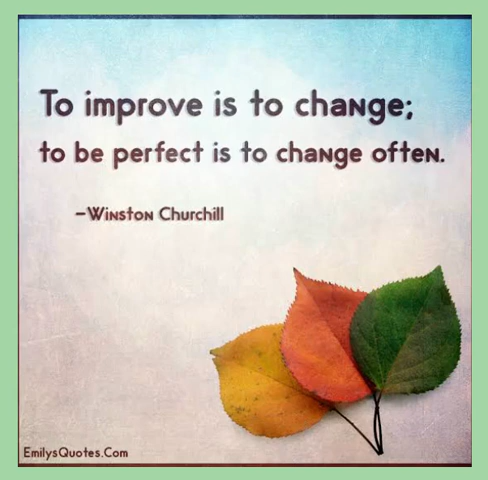 To improve is to change;
to be perfect is to change often.
–Winston Churchill
EmilysQuotes.Com